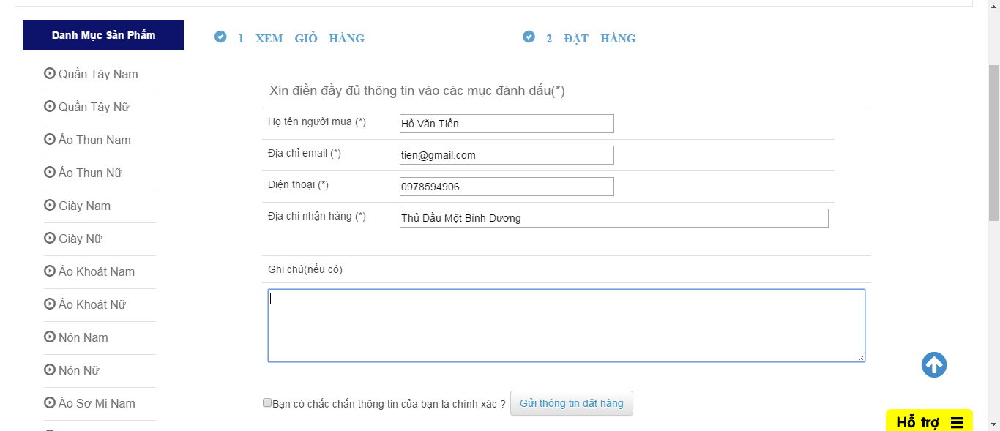 Danh Mục Sản Phẩm
Quần Tây Nam
Quần Tây Nữ
Áo Thun Nam
Áo Thun Nữ
Giày Nam
Giày Nữ
Áo Khoát Nam
Áo Khoát Nữ
Nón Nam
Nón Nữ
Áo Sơ Mi Nam
1 XEM GIỎ HÀNG
2 ĐẶT HÀNG
Xin điền đầy đủ thông tin vào các mục đánh dấu(*)
Họ tên người mua (*) Hồ Văn Tiến
Địa chỉ email (*) tien@gmail.com
Điện thoại (*) 0978594906
Địa chỉ nhận hàng (*) Thủ Dầu Một Bình Dương
Ghi chú(nếu có)
Bạn có chắc chắn thông tin của bạn là chính xác ? Gửi thông tin đặt hàng
Hỗ trợ